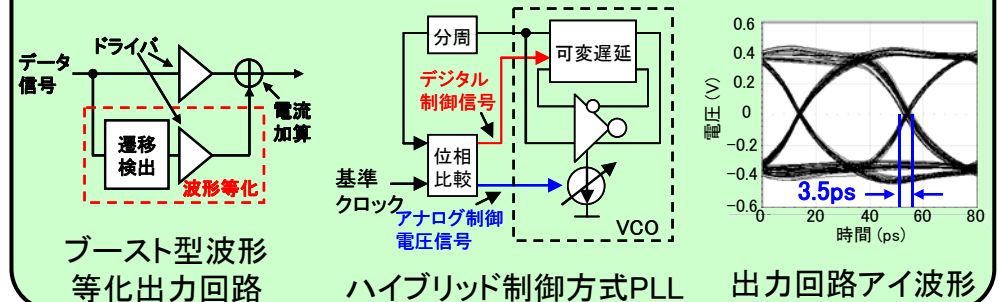 データ
信号
ドライバ
遷移
検出
波形等化
電流
加算
ブースト型波形
等化出力回路
分周
可変遅延
デジタル
制御信号
位相
比較
基準
クロック
アナログ制御
電圧信号
VCO
ハイブリッド制御方式PLL
0.6
0.4
0.2
0
−0.2
−0.4
−0.6
電圧 (V)
3.5ps
0
20
40
60
80
時間 (ps)
出力回路アイ波形